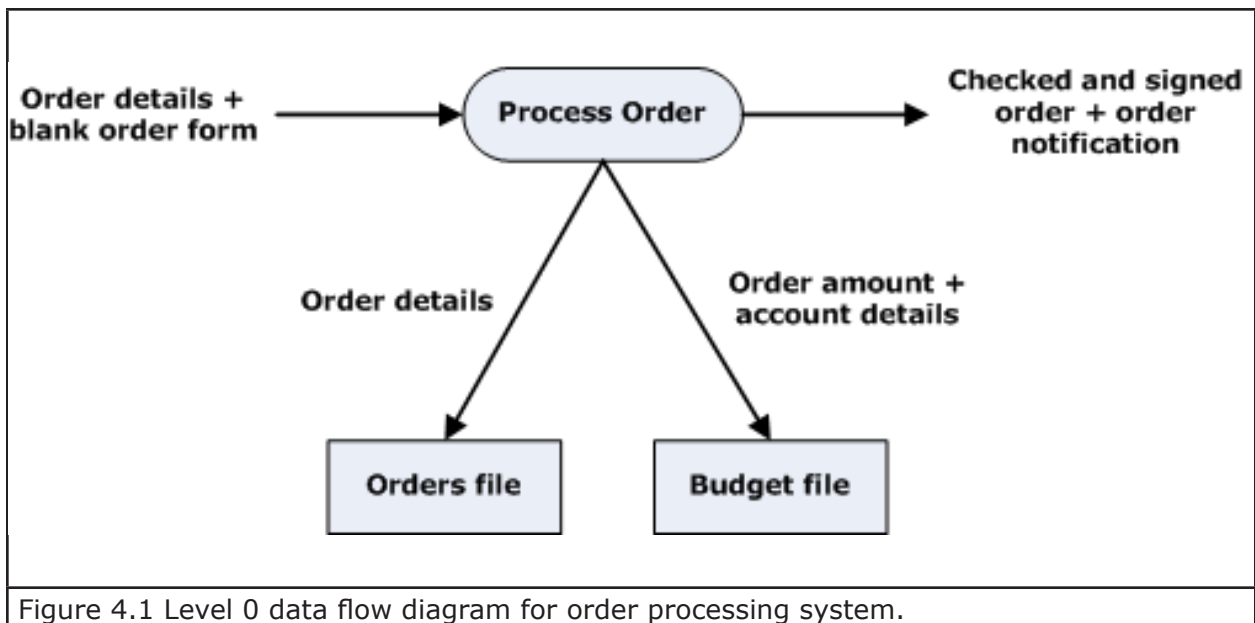 Order details +
blank order form
Process Order
Checked and signed
order + order
notification
Order details
Order amount +
account details
Orders file
Budget file
Figure 4.1 Level 0 data flow diagram for order processing system.